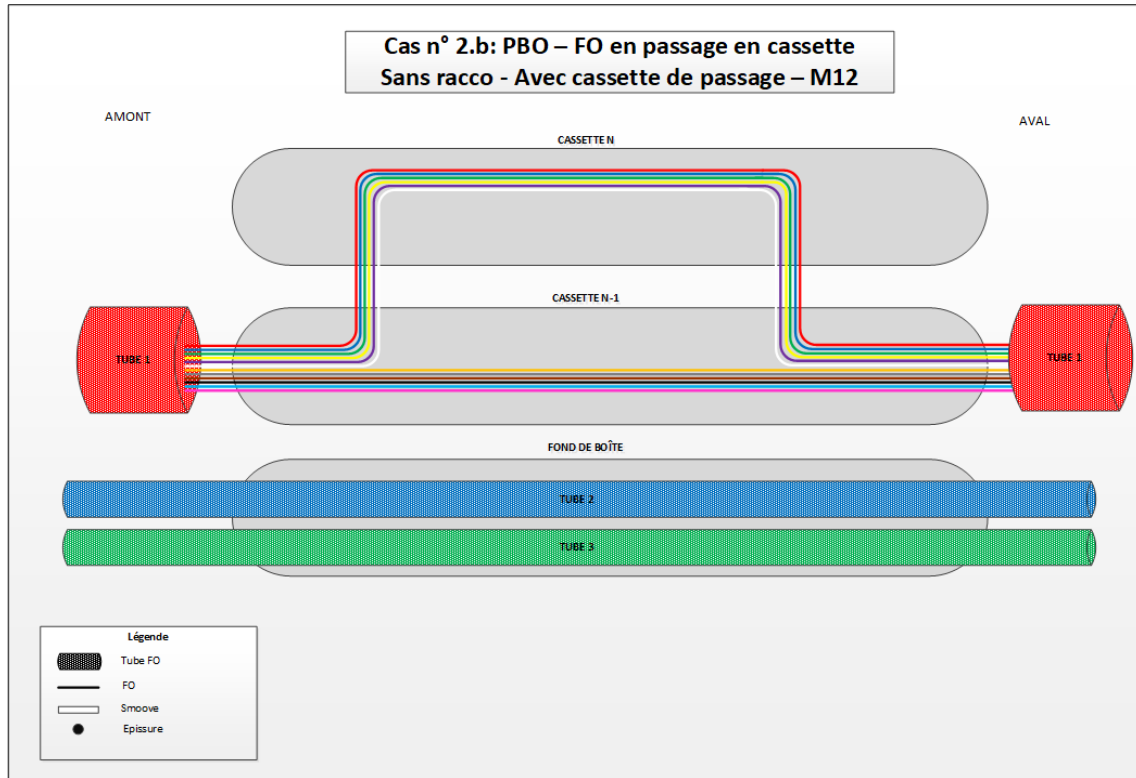 Cas n° 2.b: PBO – FO en passage en cassette
Sans racco - Avec cassette de passage – M12
AMONT
AVAL
CASSETTE N
CASSETTE N-1
TUBE 1
TUBE 1
FOND DE BOÎTE
TUBE 2
TUBE 3
Légende
Tube FO
FO
Smoove
Epissure